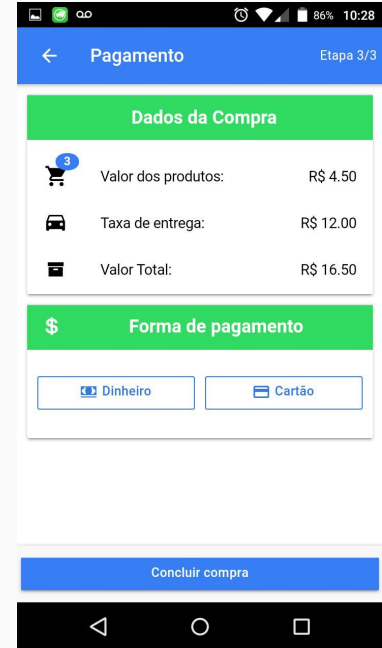 86% 10:28
Pagamento Etapa 3/3
Dados da Compra
3
Valor dos produtos: R$ 4.50
Taxa de entrega: R$ 12.00
Valor Total: R$ 16.50
$ Forma de pagamento
Dinheiro Cartão
Concluir compra